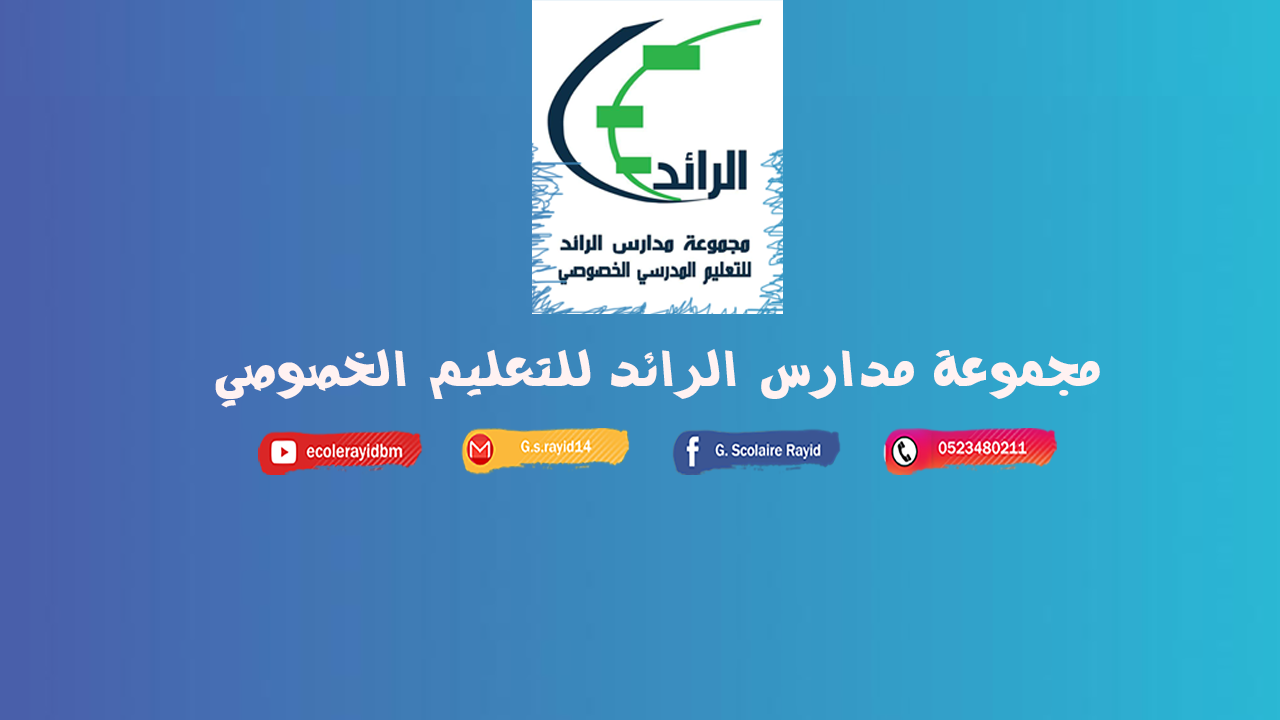 الرائد
مجموعة مدارس الرائد
للتعليم المدرسي الخصوصي
مجموعة مدارس الرائد للتعليم الخصوصي
ecolerayidbm
G.s.rayid14
G. Scolaire Rayid
0523480211